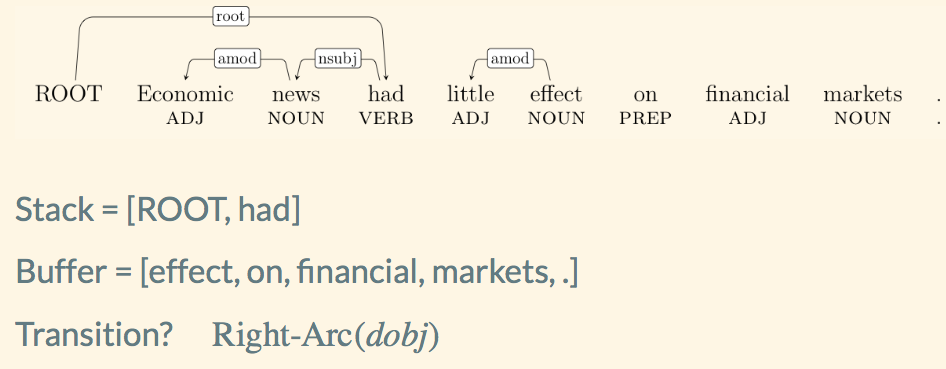 root
amod nsubj amod
ROOT Economic news had little effect on financial markets .
ADJ NOUN VERB ADJ NOUN PREP ADJ NOUN .
Stack = [ROOT, had]
Buffer = [effect, on, financial, markets, .]
Transition? Right-Arc(dobj)